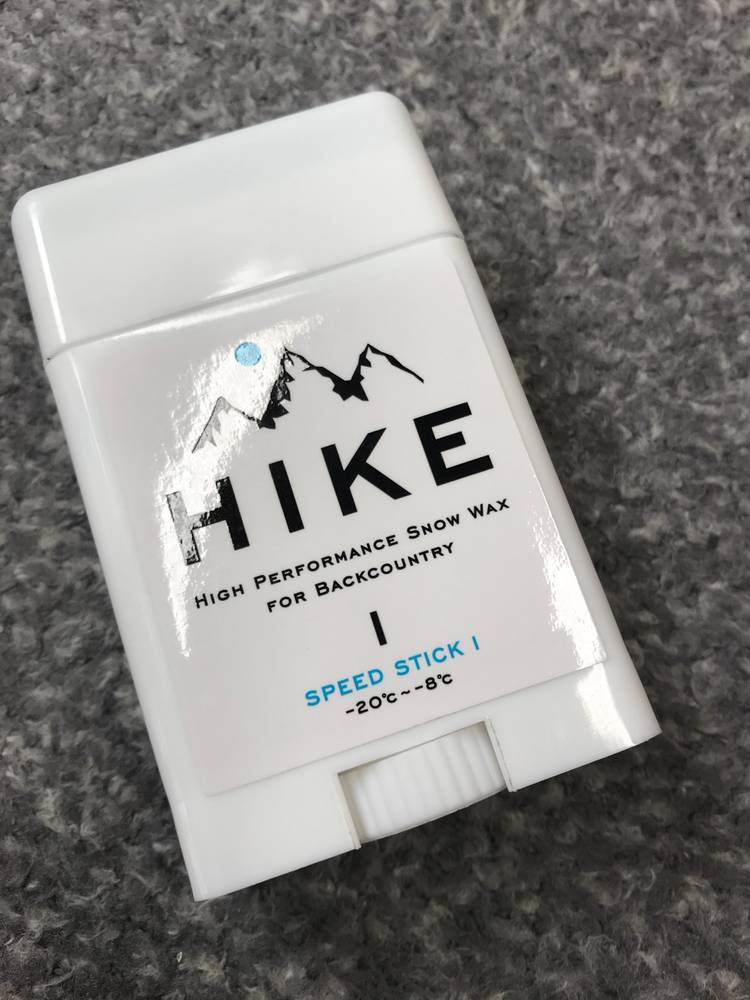 HIKE
HIGH PERFORMANCE SNOW WAX
FOR BACKCOUNTRY
I
SPEED STICK I
-20℃~-8℃